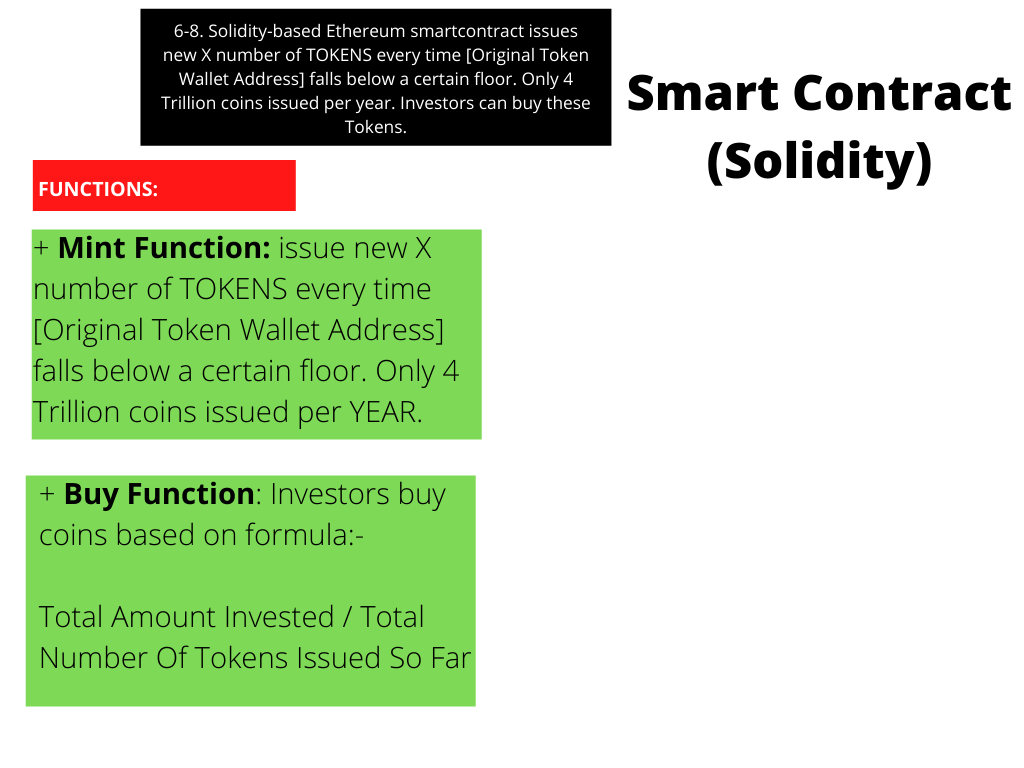 6-8. Solidity-based Ethereum smartcontract issues
new X number of TOKENS every time [Original Token
Wallet Address] falls below a certain floor. Only 4
Trillion coins issued per year. Investors can buy these
Tokens.
Smart Contract
(Solidity)
FUNCTIONS:
+ Mint Function: issue new X
number of TOKENS every time
[Original Token Wallet Address]
falls below a certain floor. Only 4
Trillion coins issued per YEAR.
+ Buy Function: Investors buy
coins based on formula:-
Total Amount Invested / Total
Number Of Tokens Issued So Far